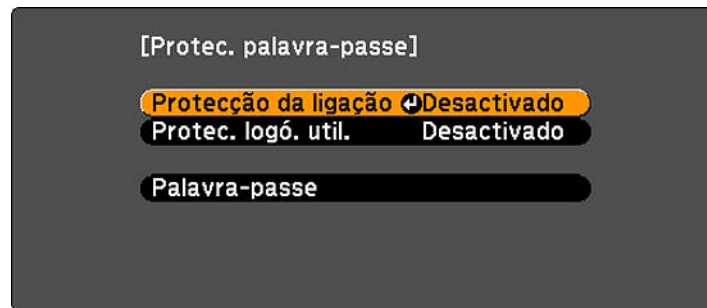 [Protec. palavra-passe]
Protecção da ligação Desactivado
Protec. logó. util. Desactivado
Palavra-passe